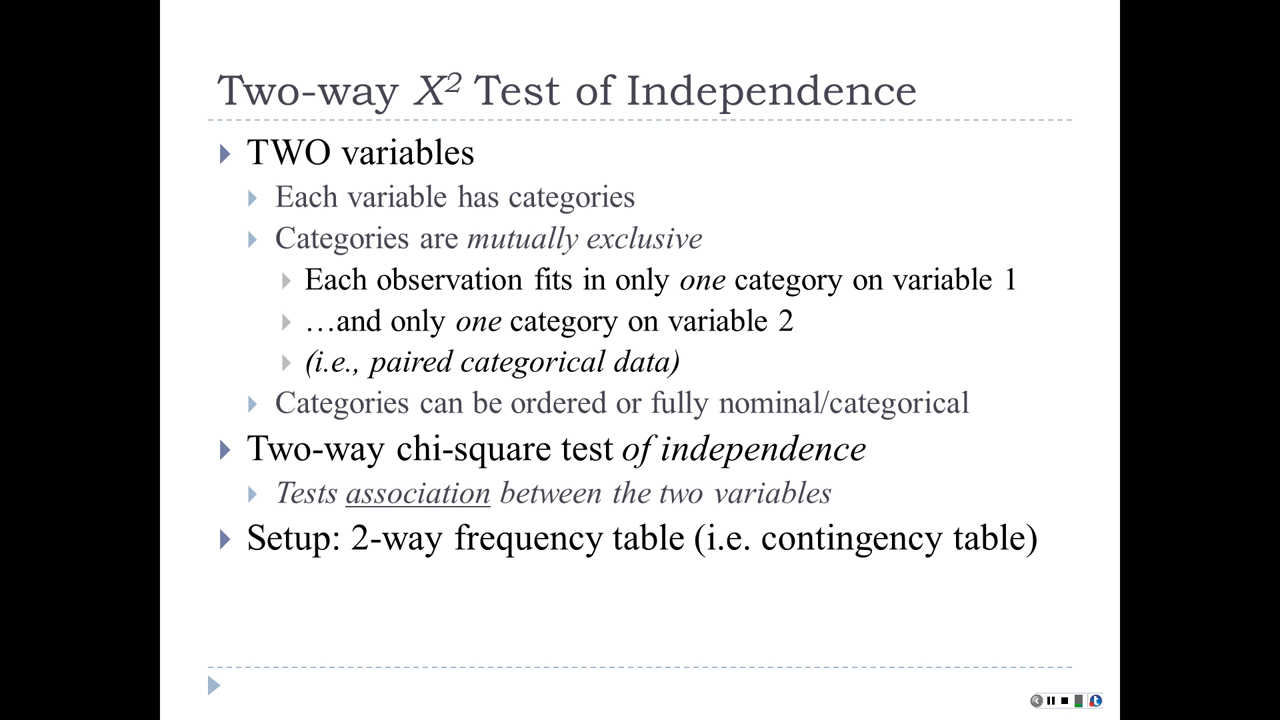 Two-way X² Test of Independence
TWO variables
Each variable has categories
Categories are mutually exclusive
Each observation fits in only one category on variable 1
…and only one category on variable 2
(i.e., paired categorical data)
Categories can be ordered or fully nominal/categorical
Two-way chi-square test of independence
Tests association between the two variables
Setup: 2-way frequency table (i.e. contingency table)